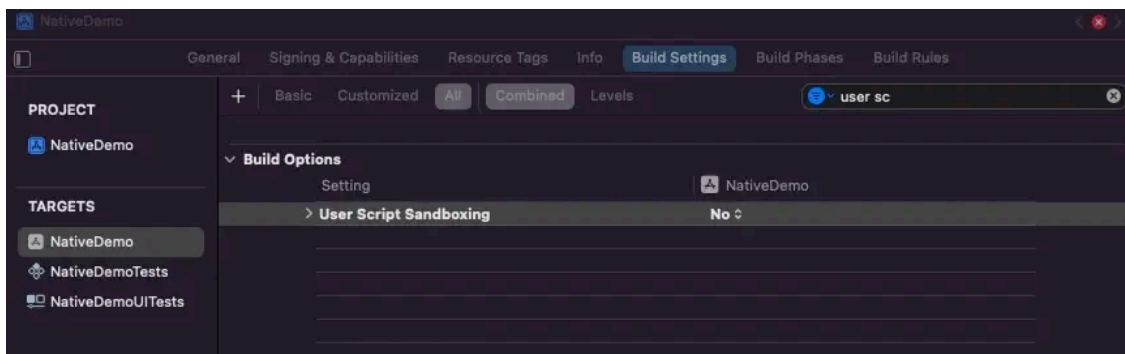 NativeDemo
General Signing & Capabilities Resource Tags Info Build Settings Build Phases Build Rules
PROJECT
NativeDemo
TARGETS
NativeDemo
NativeDemoTests
NativeDemoUITests
+ Basic Customized All Combined Levels user sc
Build Options
Setting NativeDemo
User Script Sandboxing No